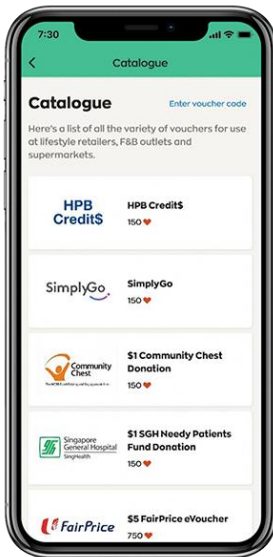 7:30
Catalogue
Catalogue
Enter voucher code
Here's a list of all the variety of vouchers for use
at lifestyle retailers, F&B outlets and
supermarkets.
HPB
Credit$
HPB Credit$
150
SimplyGo
SimplyGo
150
Community
Chest
$1 Community Chest
Donation
150
Singapore
General Hospital
SingHealth
$1 SGH Needy Patients
Fund Donation
150
FairPrice
$5 FairPrice eVoucher
750